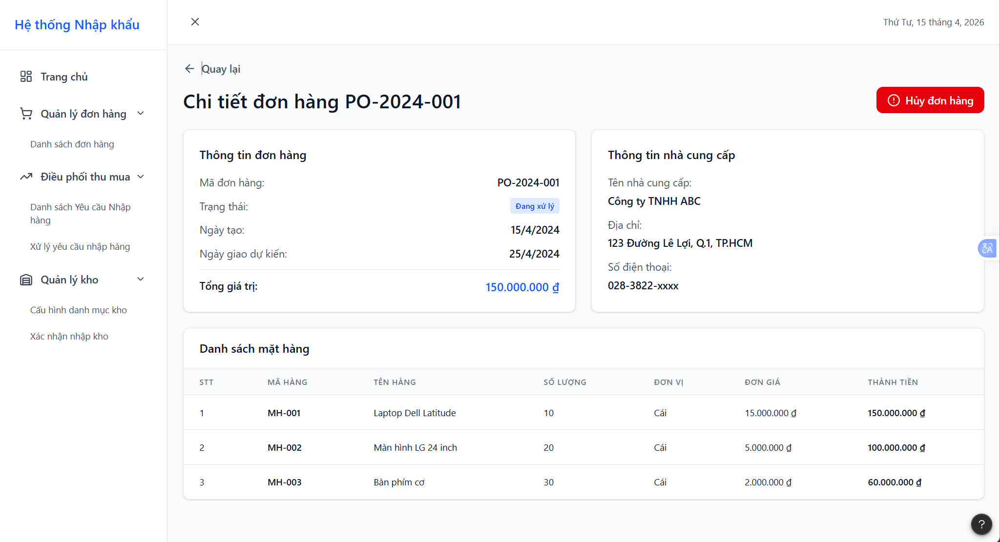 Hệ thống Nhập khẩu
Thứ Tư, 15 tháng 4, 2026
Trang chủ
Quản lý đơn hàng
Danh sách đơn hàng
Điều phối thu mua
Danh sách Yêu cầu Nhập
hàng
Xử lý yêu cầu nhập hàng
Quản lý kho
Cấu hình danh mục kho
Xác nhận nhập kho
Quay lại
Chi tiết đơn hàng PO-2024-001
Hủy đơn hàng
Thông tin đơn hàng
Mã đơn hàng: PO-2024-001
Trạng thái: Đang xử lý
Ngày tạo: 15/4/2024
Ngày giao dự kiến: 25/4/2024
Tổng giá trị: 150.000.000 ₫
Thông tin nhà cung cấp
Tên nhà cung cấp:
Công ty TNHH ABC
Địa chỉ:
123 Đường Lê Lợi, Q.1, TP.HCM
Số điện thoại:
028-3822-xxxx
Danh sách mặt hàng
STT MÃ HÀNG TÊN HÀNG SỐ LƯỢNG ĐƠN VỊ ĐƠN GIÁ THÀNH TIỀN
1 MH-001 Laptop Dell Latitude 10 Cái 15.000.000 ₫ 150.000.000 ₫
2 MH-002 Màn hình LG 24 inch 20 Cái 5.000.000 ₫ 100.000.000 ₫
3 MH-003 Bàn phím cơ 30 Cái 2.000.000 ₫ 60.000.000 ₫
文A
?